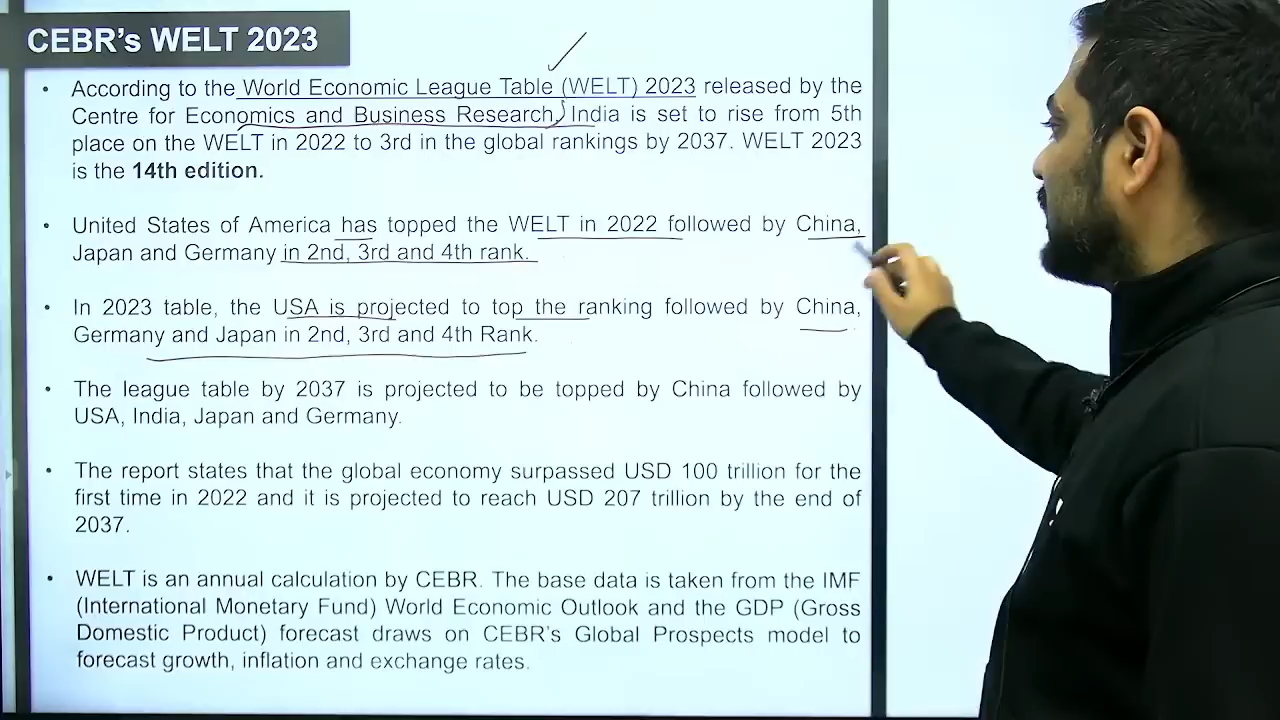 CEBR's WELT 2023
• According to the World Economic League Table (WELT) 2023 released by the
Centre for Economics and Business Research, India is set to rise from 5th
place on the WELT in 2022 to 3rd in the global rankings by 2037. WELT 2023
is the 14th edition.
• United States of America has topped the WELT in 2022 followed by China,
Japan and Germany in 2nd, 3rd and 4th rank.
• In 2023 table, the USA is projected to top the ranking followed by China,
Germany and Japan in 2nd, 3rd and 4th Rank.
• The league table by 2037 is projected to be topped by China followed by
USA, India, Japan and Germany.
• The report states that the global economy surpassed USD 100 trillion for the
first time in 2022 and it is projected to reach USD 207 trillion by the end of
2037.
• WELT is an annual calculation by CEBR. The base data is taken from the IMF
(International Monetary Fund) World Economic Outlook and the GDP (Gross
Domestic Product) forecast draws on CEBR's Global Prospects model to
forecast growth, inflation and exchange rates.